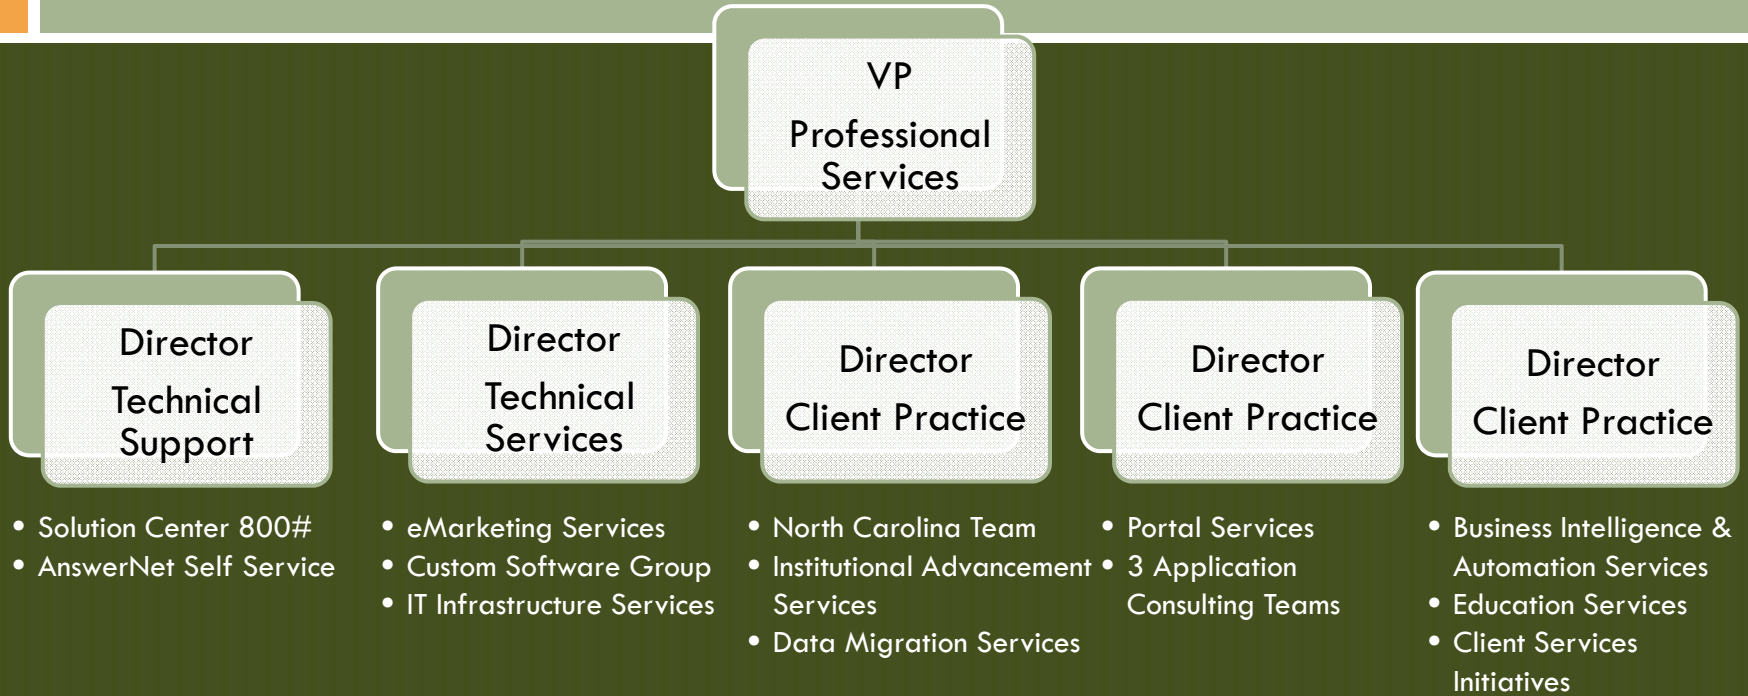 VP
Professional
Services
Director
Technical
Support
Director
Technical
Services
Director
Client Practice
Director
Client Practice
Director
Client Practice
• Solution Center 800#
• AnswerNet Self Service
• eMarketing Services
• Custom Software Group
• IT Infrastructure Services
• North Carolina Team
• Institutional Advancement
Services
• Data Migration Services
• Portal Services
• 3 Application
Consulting Teams
• Business Intelligence &
Automation Services
• Education Services
• Client Services
Initiatives